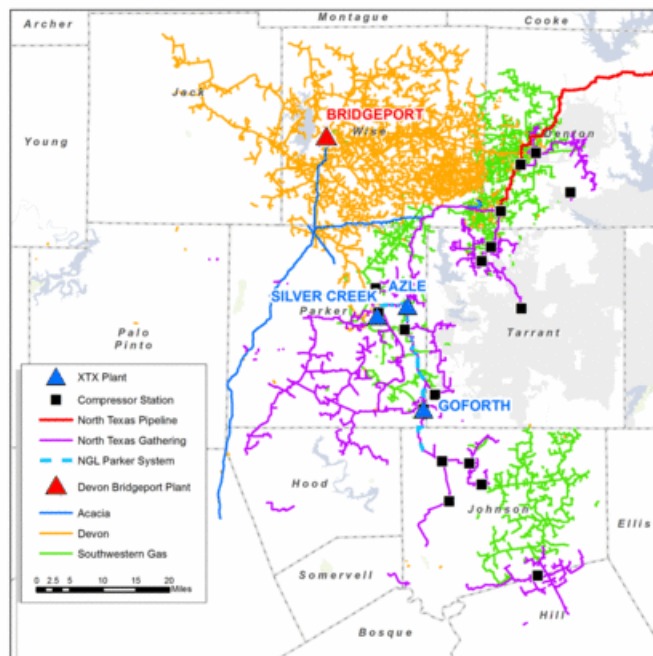 Archer
Montague
Cooke
Jack
BRIDGEPORT
Wise
Denton
Young
SILVER CREEK
AZLE
Parker
Palo
Pinto
Tarrant
XTX Plant
Compressor Station
North Texas Pipeline
North Texas Gathering
NGL Parker System
Devon Bridgeport Plant
Acacia
Devon
Southwestern Gas
0 2.5 5 10 15 20
Miles
GOFORTH
Hood
Johnson
Ellis
Somervell
Hill
Bosque